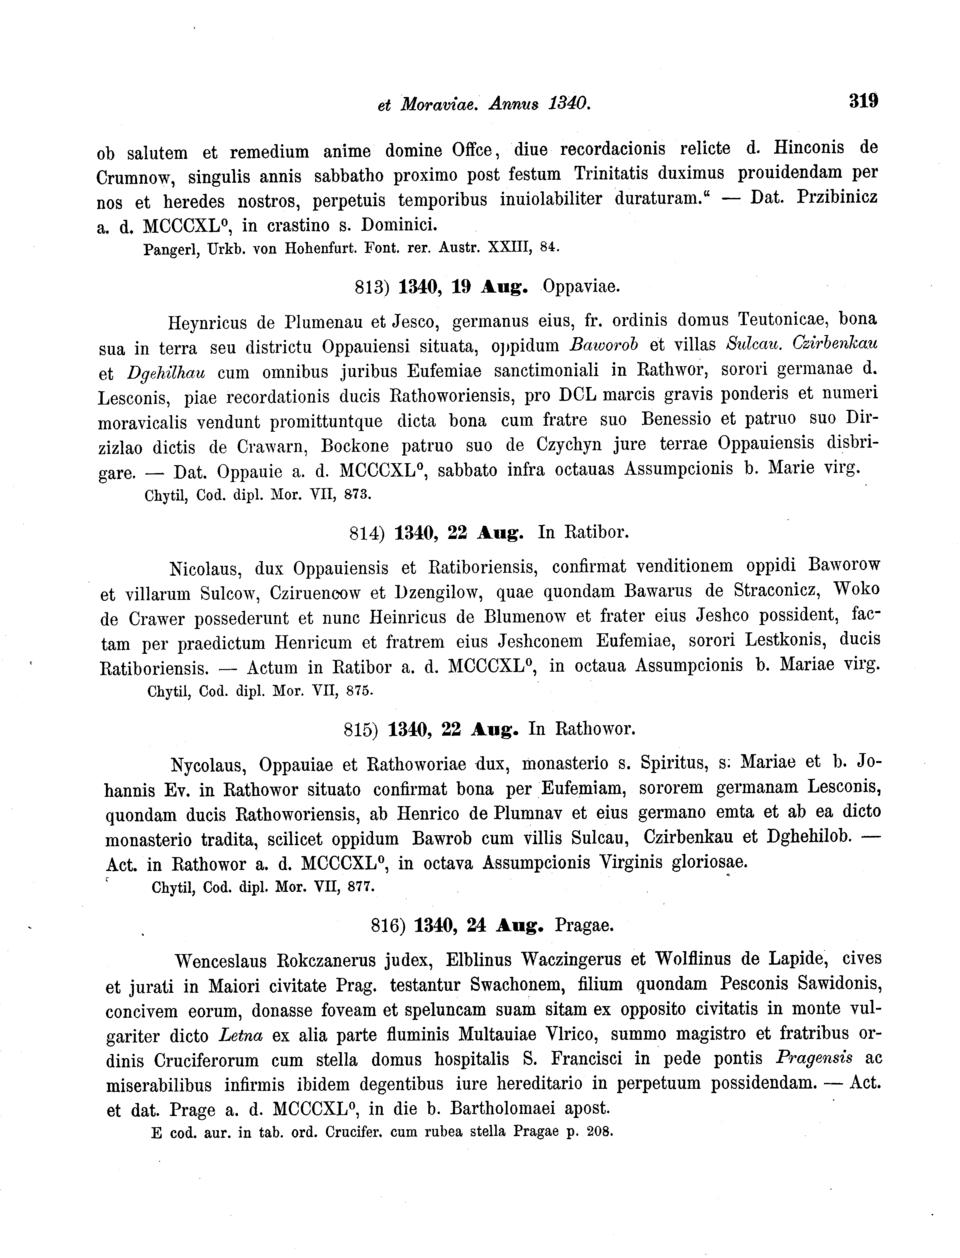 et Moraviae. Annus 1340. 319
ob salutem et remedium anime domine Offce, diue recordacionis relicte d. Hinconis de
Crumnow, singulis annis sabbatho proximo post festum Trinitatis duximus prouidendam per
nos et heredes nostros, perpetuis temporibus inuiolabiliter duraturam.“ — Dat. Przibinicz
a. d. MCCCXL⁰, in crastino s. Dominici.
Pangerl, Urkb. von Hohenfurt. Font. rer. Austr. XXIII, 84.
813) 1340, 19 Aug. Oppaviae.
Heynricus de Plumenau et Jesco, germanus eius, fr. ordinis domus Teutonicae, bona
sua in terra seu districtu Oppauiensi situata, oppidum Baworob et villas Sulcau. Czirbenkau
et Dgehilhau cum omnibus juribus Eufemiae sanctimoniali in Rathwor, sorori germanae d.
Lesconis, piae recordationis ducis Rathoworiensis, pro DCL marcis gravis ponderis et numeri
moravicalis vendunt promittuntque dicta bona cum fratre suo Benessio et patruo suo Dir-
zizlao dictis de Crawarn, Bockone patruo suo de Czychyn jure terrae Oppauiensis disbri-
gare. — Dat. Oppauie a. d. MCCCXL⁰, sabbato infra octauas Assumpcionis b. Marie virg.
Chytil, Cod. dipl. Mor. VII, 873.
814) 1340, 22 Aug. In Ratibor.
Nicolaus, dux Oppauiensis et Ratiboriensis, confirmat venditionem oppidi Baworow
et villarum Sulcow, Cziruencow et Dzengilow, quae quondam Bawarus de Straconicz, Woko
de Crawer possederunt et nunc Heinricus de Blumenow et frater eius Jeshco possident, fac-
tam per praedictum Henricum et fratrem eius Jeshconem Eufemiae, sorori Lestkonis, ducis
Ratiboriensis. — Actum in Ratibor a. d. MCCCXL⁰, in octaua Assumpcionis b. Mariae virg.
Chytil, Cod. dipl. Mor. VII, 875.
815) 1340, 22 Aug. In Rathowor.
Nycolaus, Oppauiae et Rathoworiae dux, monasterio s. Spiritus, s. Mariae et b. Jo-
hannis Ev. in Rathowor situato confirmat bona per Eufemiam, sororem germanam Lesconis,
quondam ducis Rathoworiensis, ab Henrico de Plumnav et eius germano emta et ab ea dicto
monasterio tradita, scilicet oppidum Bawrob cum villis Sulcau, Czirbenkau et Dghehilob. —
Act. in Rathowor a. d. MCCCXL⁰, in octava Assumpcionis Virginis gloriosae.
Chytil, Cod. dipl. Mor. VII, 877.
816) 1340, 24 Aug. Pragae.
Wenceslaus Rokczanerus judex, Elblinus Waczingerus et Wolflinus de Lapide, cives
et jurati in Maiori civitate Prag. testantur Swachonem, filium quondam Pesconis Sawidonis,
concivem eorum, donasse foveam et speluncam suam sitam ex opposito civitatis in monte vul-
gariter dicto Letna ex alia parte fluminis Multauiae Vlrico, summo magistro et fratribus or-
dinis Cruciferorum cum stella domus hospitalis S. Francisci in pede pontis Pragensis ac
miserabilibus infirmis ibidem degentibus iure hereditario in perpetuum possidendam. — Act.
et dat. Prage a. d. MCCCXL⁰, in die b. Bartholomaei apost.
E cod. aur. in tab. ord. Crucifer. cum rubea stella Pragae p. 208.